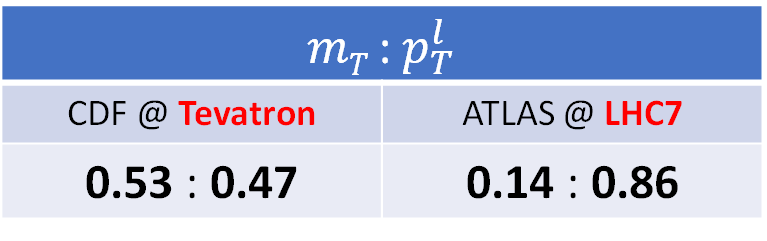 m_T : p_T^l
CDF @ Tevatron
ATLAS @ LHC7
0.53 : 0.47
0.14 : 0.86